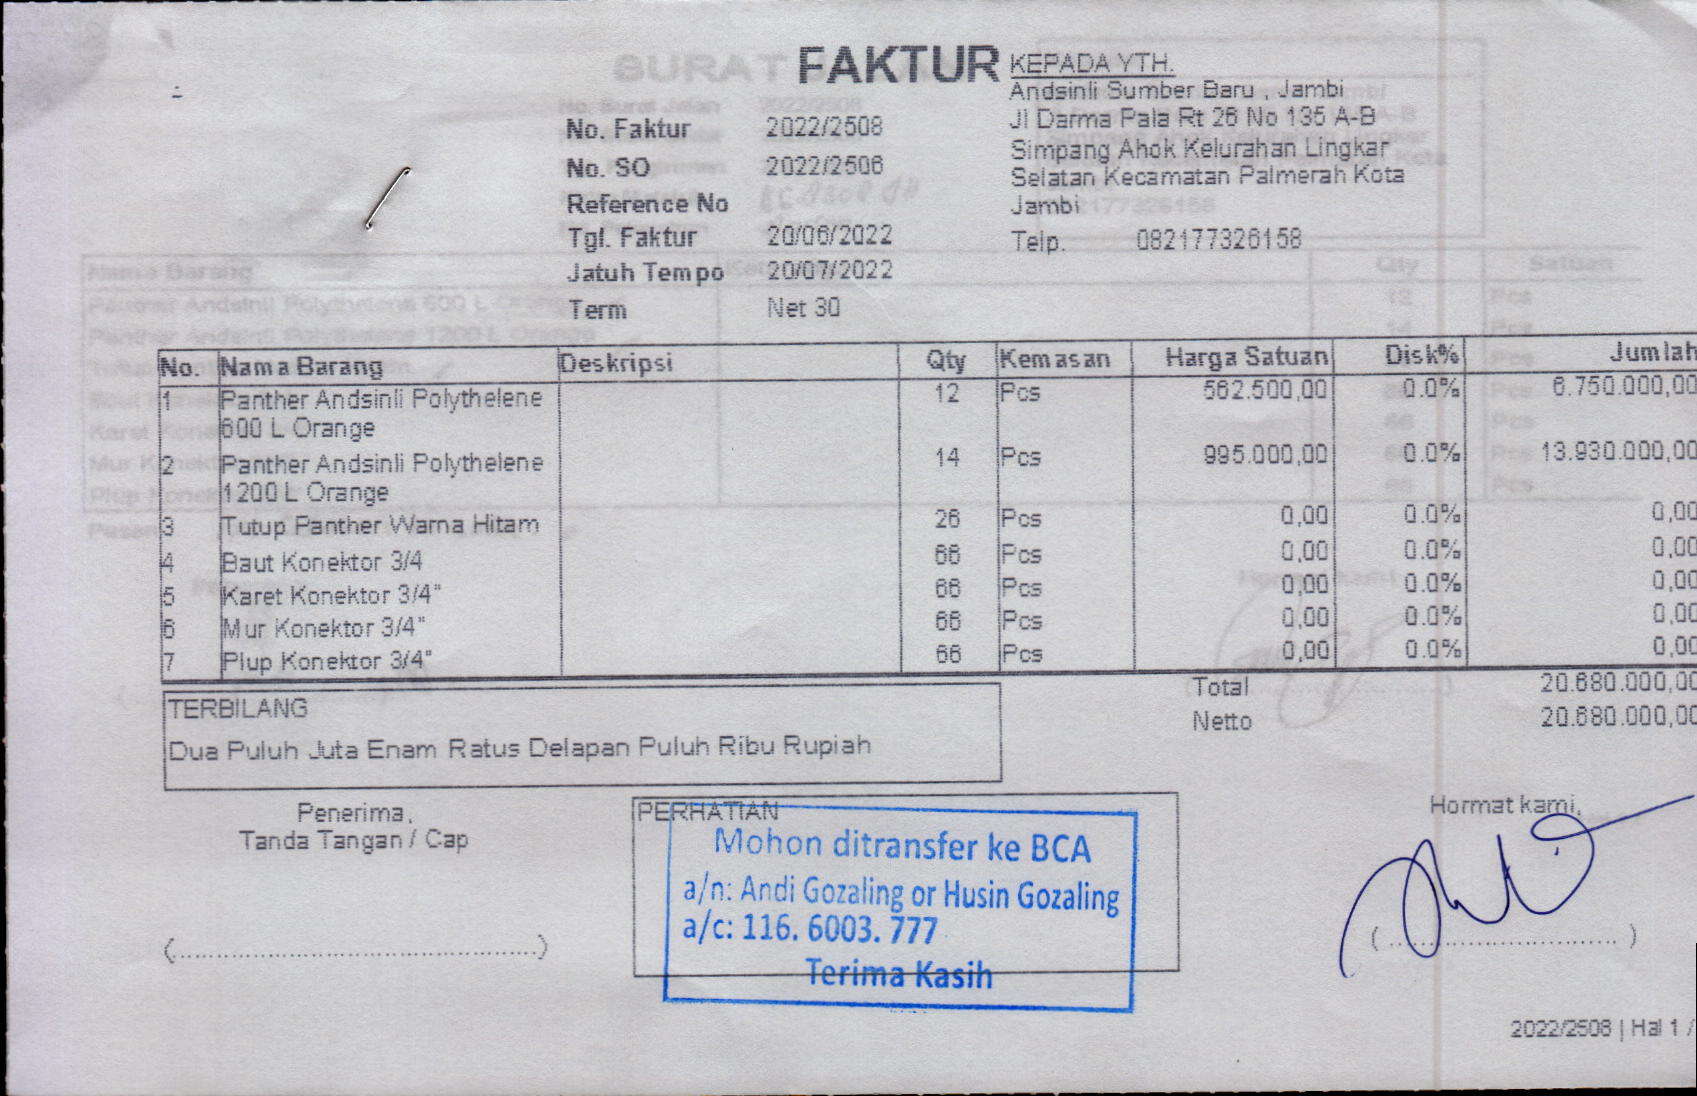 FAKTUR
KEPADA YTH.
Andsinli Sumber Baru , Jambi
Jl Darma Pala Rt 26 No 135 A-B
Simpang Ahok Kelurahan Lingkar
Selatan Kecamatan Palmerah Kota
Jambi
Telp. 082177326158
No. Faktur 2022/2508
No. SO 2022/2506
Reference No
Tgl. Faktur 20/06/2022
Jatuh Tempo 20/07/2022
Term Net 30
No. Nama Barang Deskripsi Qty Kemasan Harga Satuan Disk% Jumlah
1 Panther Andsinli Polythelene 12 Pcs 562.500,00 0.0% 6.750.000,00
600 L Orange
2 Panther Andsinli Polythelene 14 Pcs 995.000,00 0.0% 13.930.000,00
1200 L Orange
3 Tutup Panther Warna Hitam 26 Pcs 0,00 0.0% 0,00
4 Baut Konektor 3/4 66 Pcs 0,00 0.0% 0,00
5 Karet Konektor 3/4" 66 Pcs 0,00 0.0% 0,00
6 Mur Konektor 3/4" 66 Pcs 0,00 0.0% 0,00
7 Plup Konektor 3/4" 66 Pcs 0,00 0.0% 0,00
Total 20.680.000,00
Netto 20.680.000,00
TERBILANG
Dua Puluh Juta Enam Ratus Delapan Puluh Ribu Rupiah
Penerima,
Tanda Tangan / Cap
(..............................................)
PERHATIAN
Mohon ditransfer ke BCA
a/n: Andi Gozaling or Husin Gozaling
a/c: 116. 6003. 777
Terima Kasih
Hormat kami,
(.............................)
2022/2508 | Hal 1 /